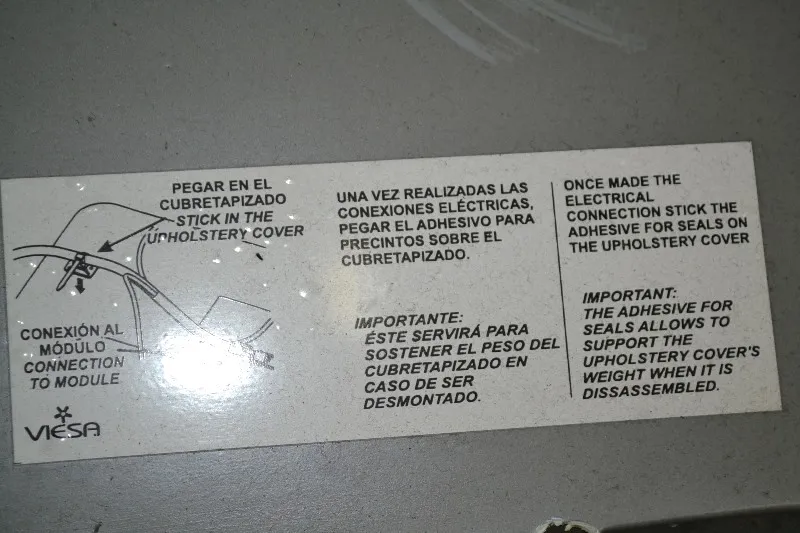 PEGAR EN EL
CUBRETAPIZADO
STICK IN THE
UPHOLSTERY COVER
CONEXIÓN AL
MÓDULO
CONNECTION
TO MODULE
VIESA
UNA VEZ REALIZADAS LAS
CONEXIONES ELÉCTRICAS,
PEGAR EL ADHESIVO PARA
PRECINTOS SOBRE EL
CUBRETAPIZADO.
IMPORTANTE:
ÉSTE SERVIRÁ PARA
SOSTENER EL PESO DEL
CUBRETAPIZADO EN
CASO DE SER
DESMONTADO.
ONCE MADE THE
ELECTRICAL
CONNECTION STICK THE
ADHESIVE FOR SEALS ON
THE UPHOLSTERY COVER
IMPORTANT:
THE ADHESIVE FOR
SEALS ALLOWS TO
SUPPORT THE
UPHOLSTERY COVER'S
WEIGHT WHEN IT IS
DISSASSEMBLED.